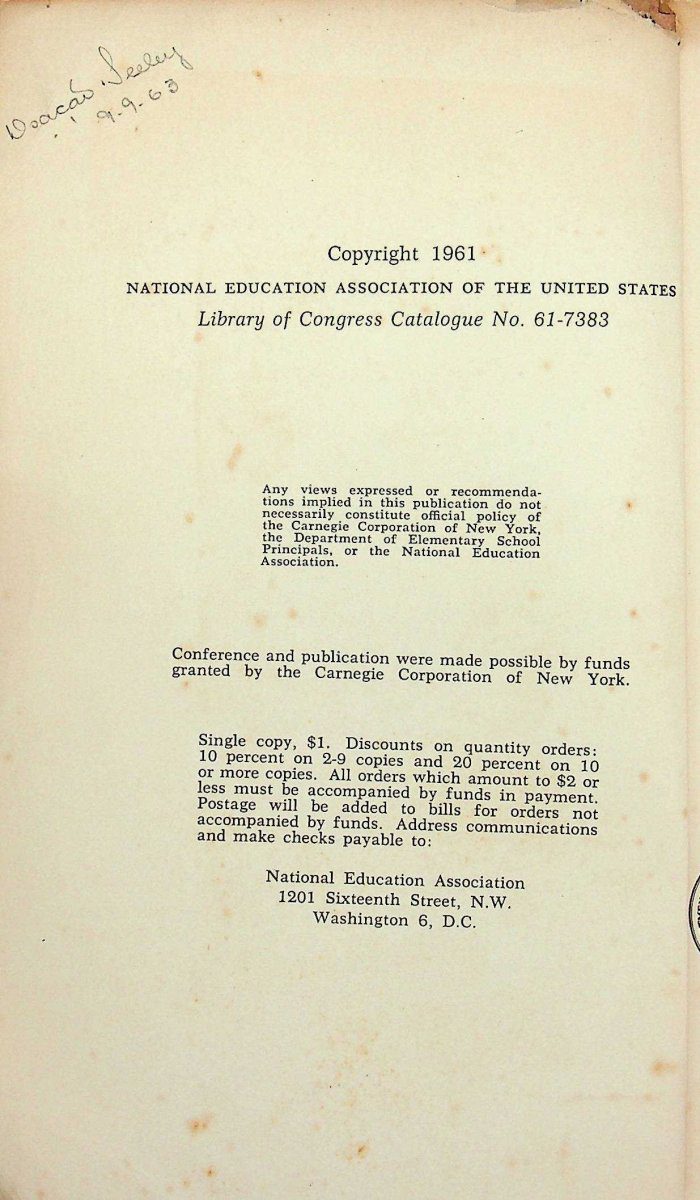 Doação Seeley
9-9-63
Copyright 1961
NATIONAL EDUCATION ASSOCIATION OF THE UNITED STATES
Library of Congress Catalogue No. 61-7383
Any views expressed or recommenda-
tions implied in this publication do not
necessarily constitute official policy of
the Carnegie Corporation of New York,
the Department of Elementary School
Principals, or the National Education
Association.
Conference and publication were made possible by funds
granted by the Carnegie Corporation of New York.
Single copy, $1. Discounts on quantity orders:
10 percent on 2-9 copies and 20 percent on 10
or more copies. All orders which amount to $2 or
less must be accompanied by funds in payment.
Postage will be added to bills for orders not
accompanied by funds. Address communications
and make checks payable to:
National Education Association
1201 Sixteenth Street, N.W.
Washington 6, D.C.